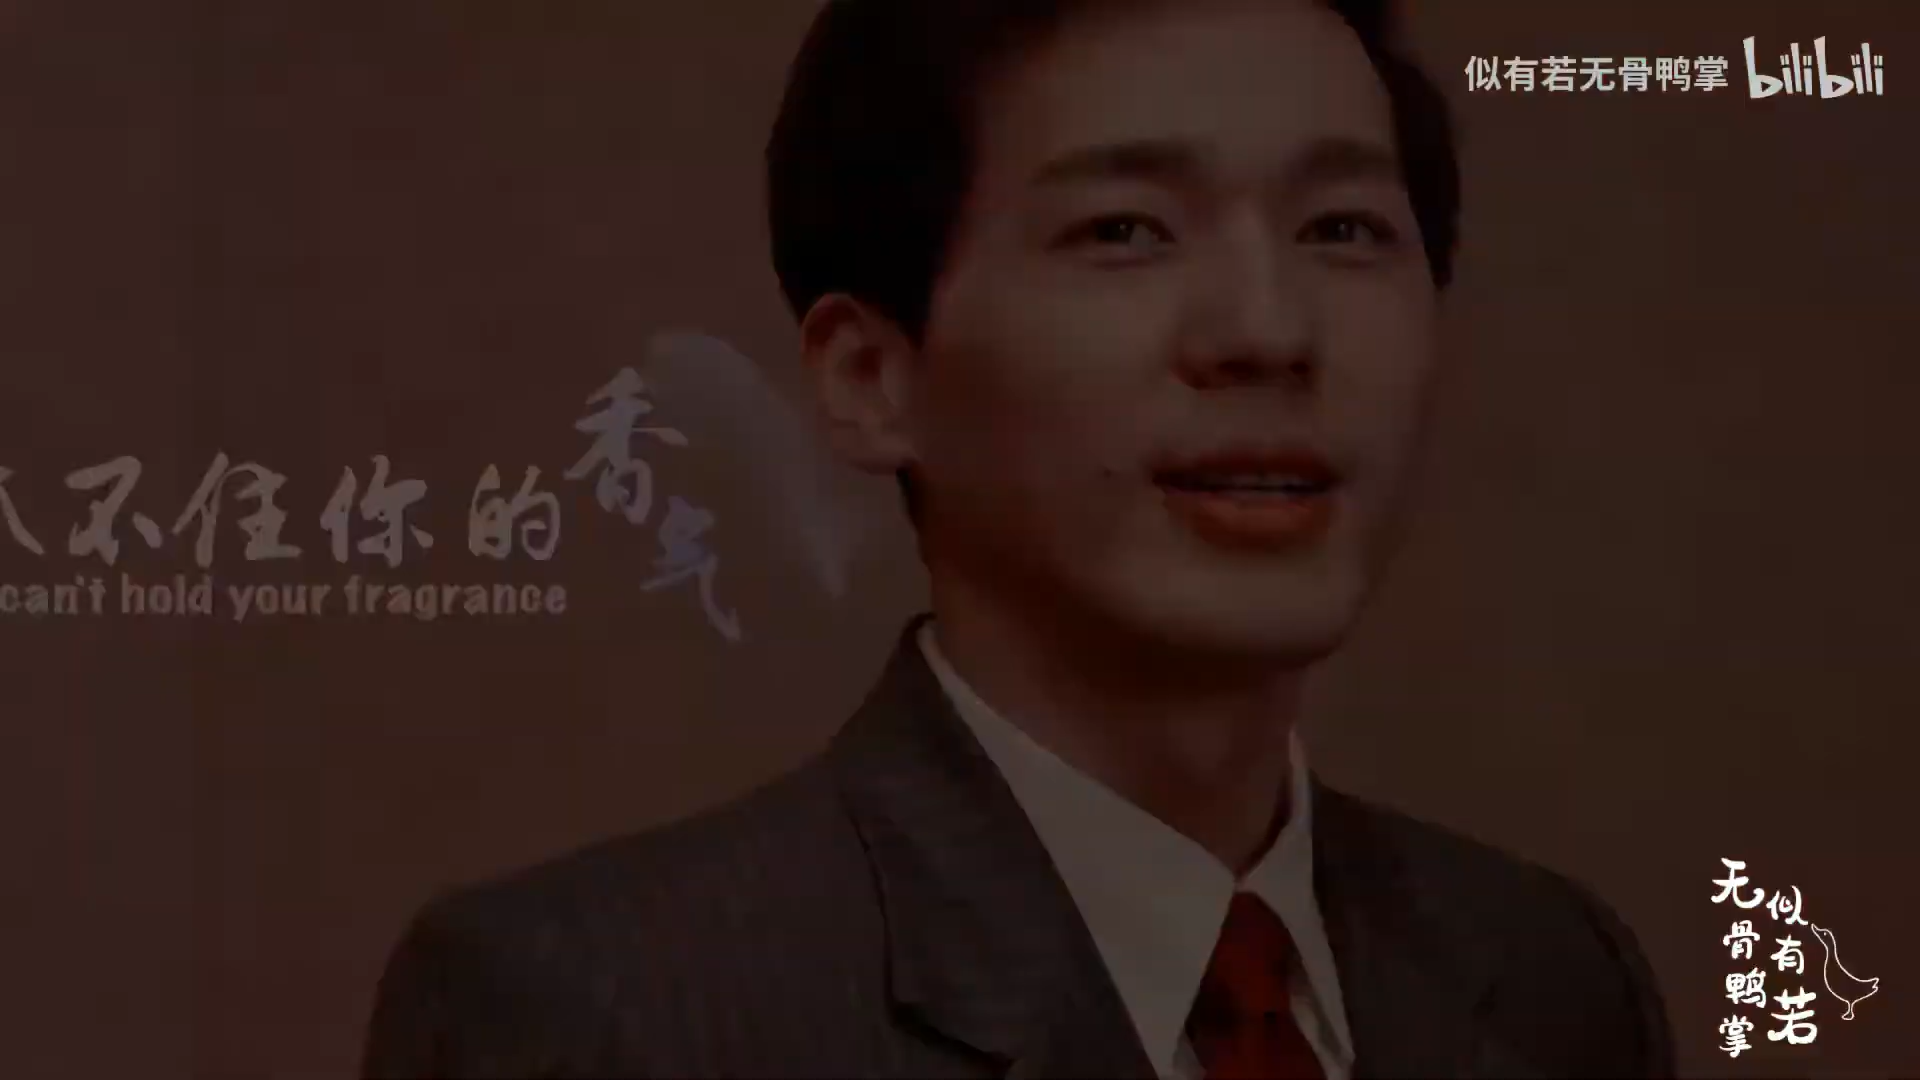 似有若无骨鸭掌 bilibili
不住你的香气
can't hold your fragrance
似有若
无骨鸭掌